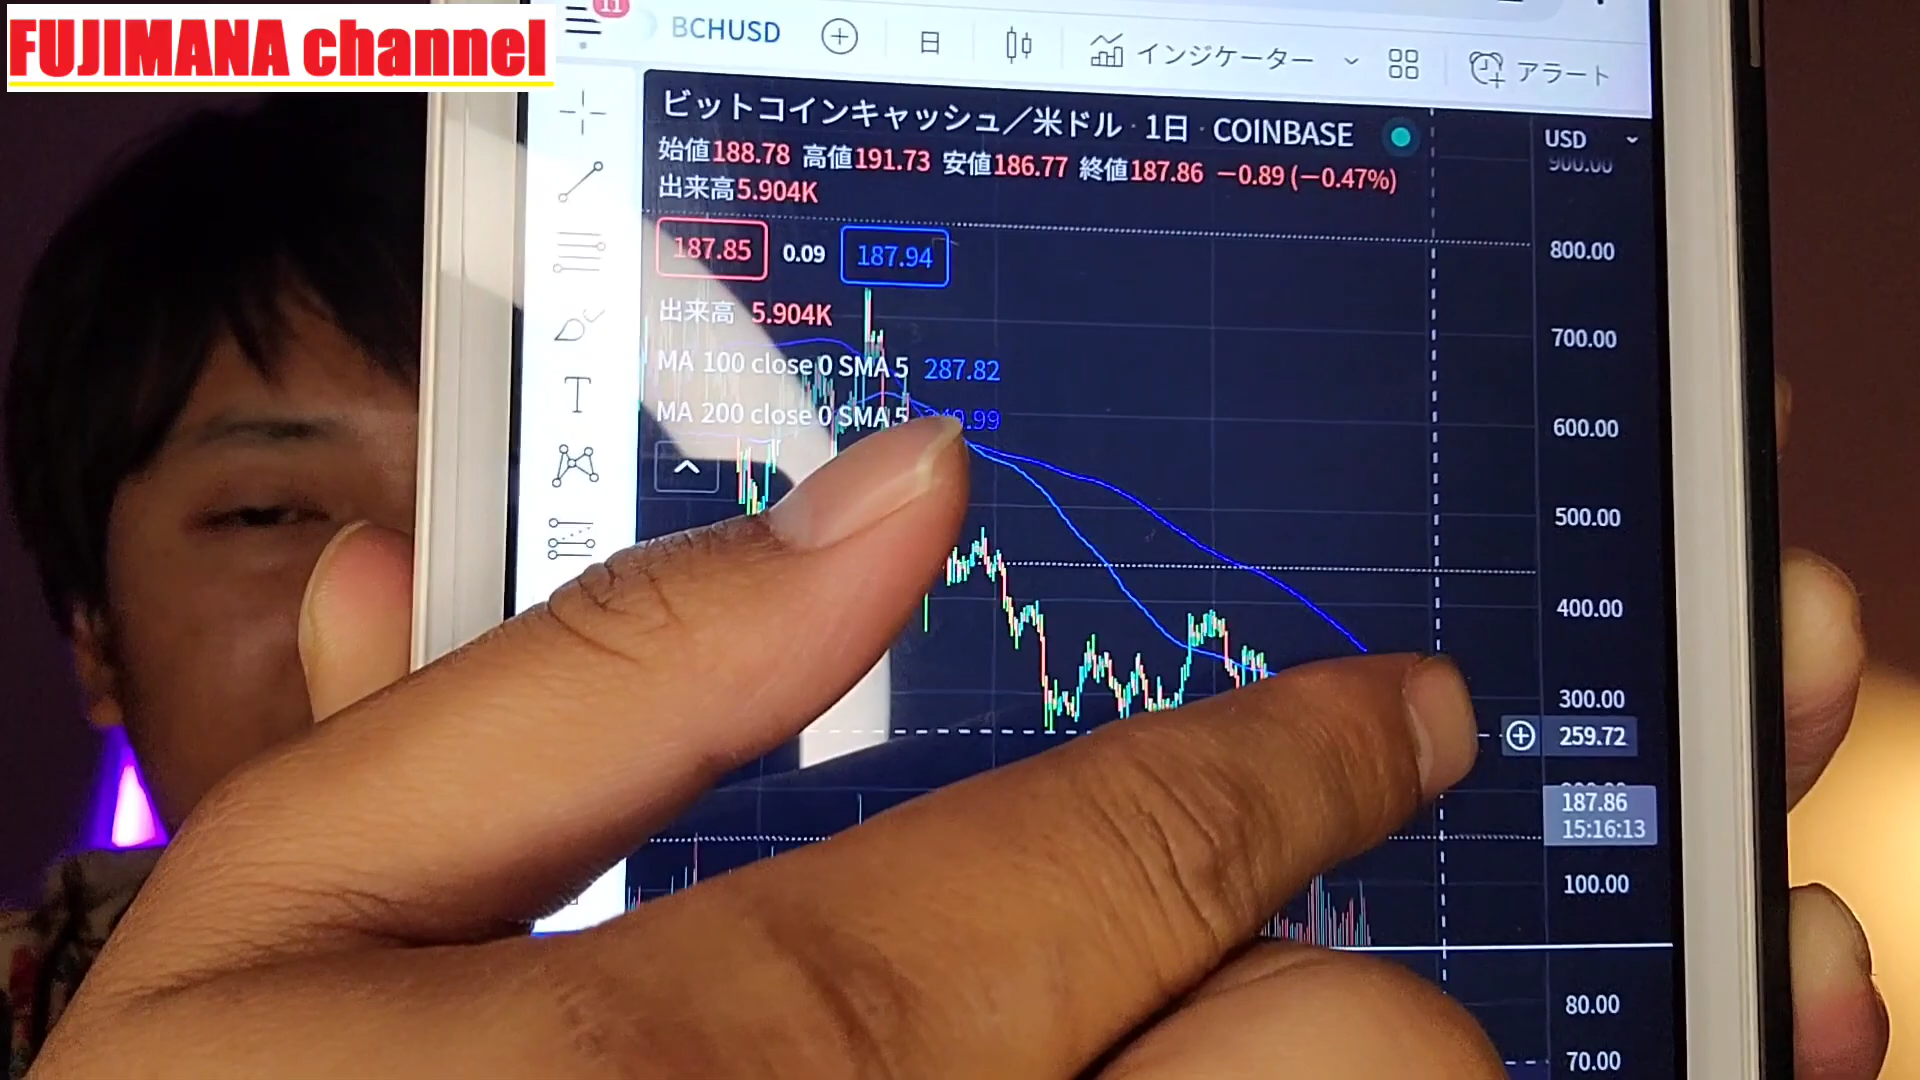 FUJIMANA channel
11
BCHUSD
日
インジケーター
アラート
ビットコインキャッシュ／米ドル · 1日 · COINBASE
USD
始値188.78 高値191.73 安値186.77 終値187.86 −0.89 (−0.47%)
900.00
出来高5.904K
187.85 0.09 187.94
800.00
出来高 5.904K
700.00
MA 100 close 0 SMA 5 287.82
MA 200 close 0 SMA 5
600.00
T
500.00
400.00
300.00
259.72
187.86
15:16:13
100.00
80.00
70.00